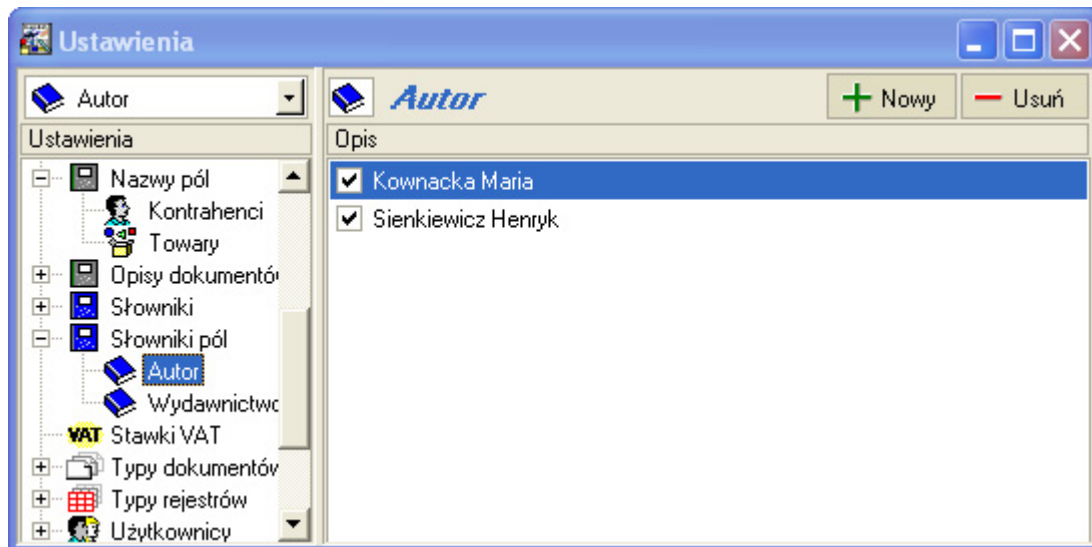 Ustawienia
Autor
Autor
Nowy
Usuń
Ustawienia
Opis
Nazwy pól
Kontrahenci
Towary
Opisy dokumentó
Słowniki
Słowniki pól
Autor
Wydawnictwo
VAT Stawki VAT
Typy dokumentów
Typy rejestrów
Użytkownicy
Kownacka Maria
Sienkiewicz Henryk